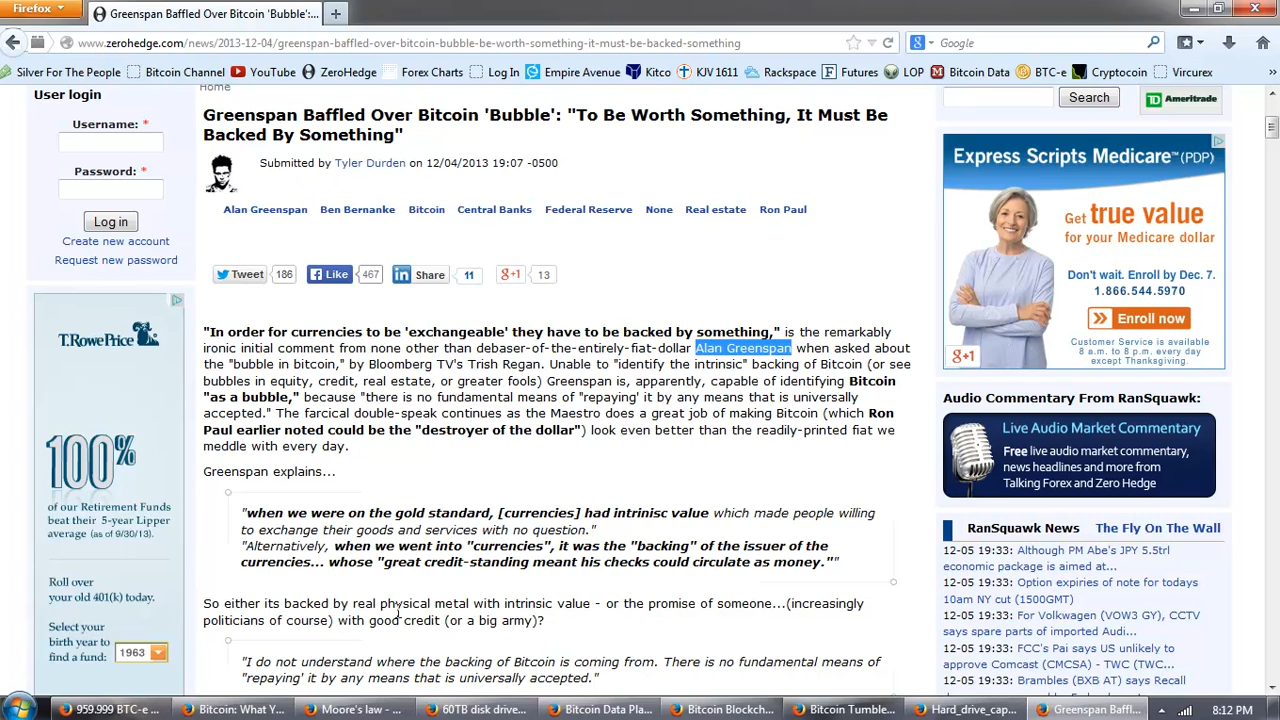 Firefox
Greenspan Baffled Over Bitcoin 'Bubble':...
www.zerohedge.com/news/2013-12-04/greenspan-baffled-over-bitcoin-bubble-be-worth-something-it-must-be-backed-something
Google
Silver For The People Bitcoin Channel YouTube ZeroHedge Forex Charts Log In Empire Avenue Kitco KJV 1611 Rackspace Futures LOP Bitcoin Data BTC-e Cryptocoin Vircurex »
User login
Username: *
Password: *
Log in
Create new account
Request new password
T.RowePrice
100%
of our Retirement Funds
beat their 5-year Lipper
average (as of 9/30/13).
Roll over
your old 401(k) today.
Select your
birth year to
find a fund: 1963
Home
Greenspan Baffled Over Bitcoin 'Bubble': "To Be Worth Something, It Must Be
Backed By Something"
Submitted by Tyler Durden on 12/04/2013 19:07 -0500
Alan Greenspan Ben Bernanke Bitcoin Central Banks Federal Reserve None Real estate Ron Paul
Tweet 186 Like 467 Share 11 g+1 13
"In order for currencies to be 'exchangeable' they have to be backed by something," is the remarkably
ironic initial comment from none other than debaser-of-the-entirely-fiat-dollar Alan Greenspan when asked about
the "bubble in bitcoin," by Bloomberg TV's Trish Regan. Unable to "identify the intrinsic" backing of Bitcoin (or see
bubbles in equity, credit, real estate, or greater fools) Greenspan is, apparently, capable of identifying Bitcoin
"as a bubble," because "there is no fundamental means of "repaying' it by any means that is universally
accepted." The farcical double-speak continues as the Maestro does a great job of making Bitcoin (which Ron
Paul earlier noted could be the "destroyer of the dollar") look even better than the readily-printed fiat we
meddle with every day.
Greenspan explains...
"when we were on the gold standard, [currencies] had intrinisc value which made people willing
to exchange their goods and services with no question."
"Alternatively, when we went into "currencies", it was the "backing" of the issuer of the
currencies... whose "great credit-standing meant his checks could circulate as money.""
So either its backed by real physical metal with intrinsic value - or the promise of someone...(increasingly
politicians of course) with good credit (or a big army)?
"I do not understand where the backing of Bitcoin is coming from. There is no fundamental means of
"repaying' it by any means that is universally accepted."
Search
TD Ameritrade
Express Scripts Medicare™ (PDP)
Get true value
for your Medicare dollar
Don't wait. Enroll by Dec. 7.
1.866.544.5970
Enroll now
Customer Service is available
8 a.m. to 8 p.m. every day
except Thanksgiving.
g+1
Audio Commentary From RanSquawk:
Live Audio Market Commentary
Free live audio market commentary,
news headlines and more from
Talking Forex and Zero Hedge
RanSquawk News The Fly On The Wall
12-05 19:33: Although PM Abe's JPY 5.5trl
economic package is aimed at...
12-05 19:33: Option expiries of note for todays
10am NY cut (1500GMT)
12-05 19:33: For Volkswagen (VOW3 GY), CCTV
says spare parts of imported Audi...
12-05 19:33: FCC's Pai says US unlikely to
approve Comcast (CMCSA) - TWC (TWC...
12-05 19:33: Brambles (BXB AT) says Recall
959.999 BTC-e ... Bitcoin: What Y... Moore's law - ... 60TB disk drive... Bitcoin Data Pla... Bitcoin Blockch... Bitcoin Tumble... Hard_drive_cap... Greenspan Baffl... 8:12 PM